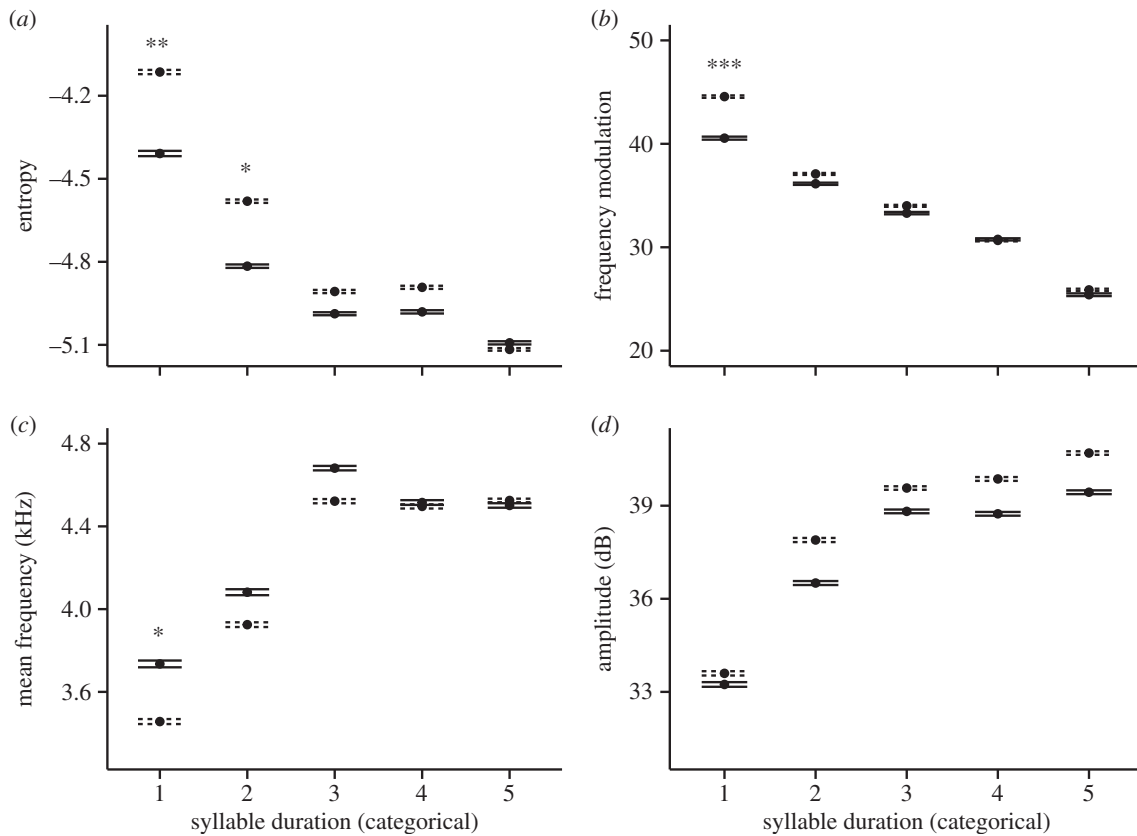 (a)
**
*
−4.2
−4.5
−4.8
−5.1
entropy
(b)
***
50
40
30
20
frequency modulation
(c)
*
4.8
4.4
4.0
3.6
mean frequency (kHz)
1 2 3 4 5
syllable duration (categorical)
(d)
39
36
33
amplitude (dB)
1 2 3 4 5
syllable duration (categorical)